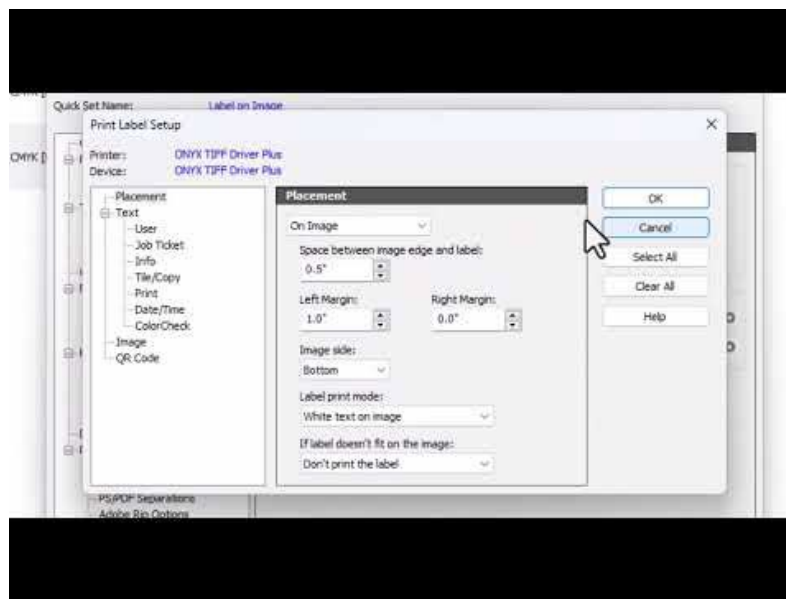 Quick Set Name: Label on Image
Print Label Setup
CMYK [
Printer: ONYX TIFF Driver Plus
Device: ONYX TIFF Driver Plus
Placement
Text
User
Job Ticket
Info
Tile/Copy
Print
Date/Time
ColorCheck
Image
QR Code
Placement
On Image
Space between image edge and label:
0.5"
Left Margin: Right Margin:
1.0" 0.0"
Image side:
Bottom
Label print mode:
White text on image
If label doesn't fit on the image:
Don't print the label
OK
Cancel
Select All
Clear All
Help
PS/PDF Separations
Adobe Rip Options